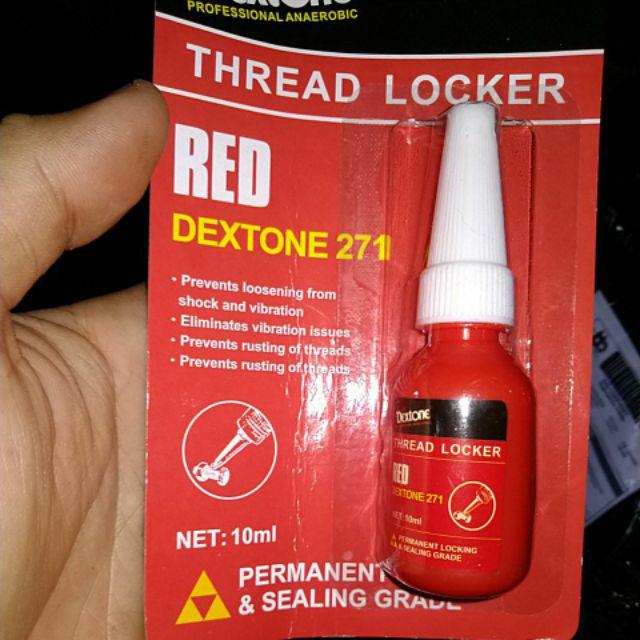 PROFESSIONAL ANAEROBIC
THREAD LOCKER
RED
DEXTONE 271
• Prevents loosening from
shock and vibration
• Eliminates vibration issues
• Prevents rusting of threads
• Prevents rusting of threads
NET: 10ml
PERMANENT
& SEALING GRADE
Dextone
THREAD LOCKER
RED
DEXTONE 271
NET: 10ml
PERMANENT LOCKING
& SEALING GRADE